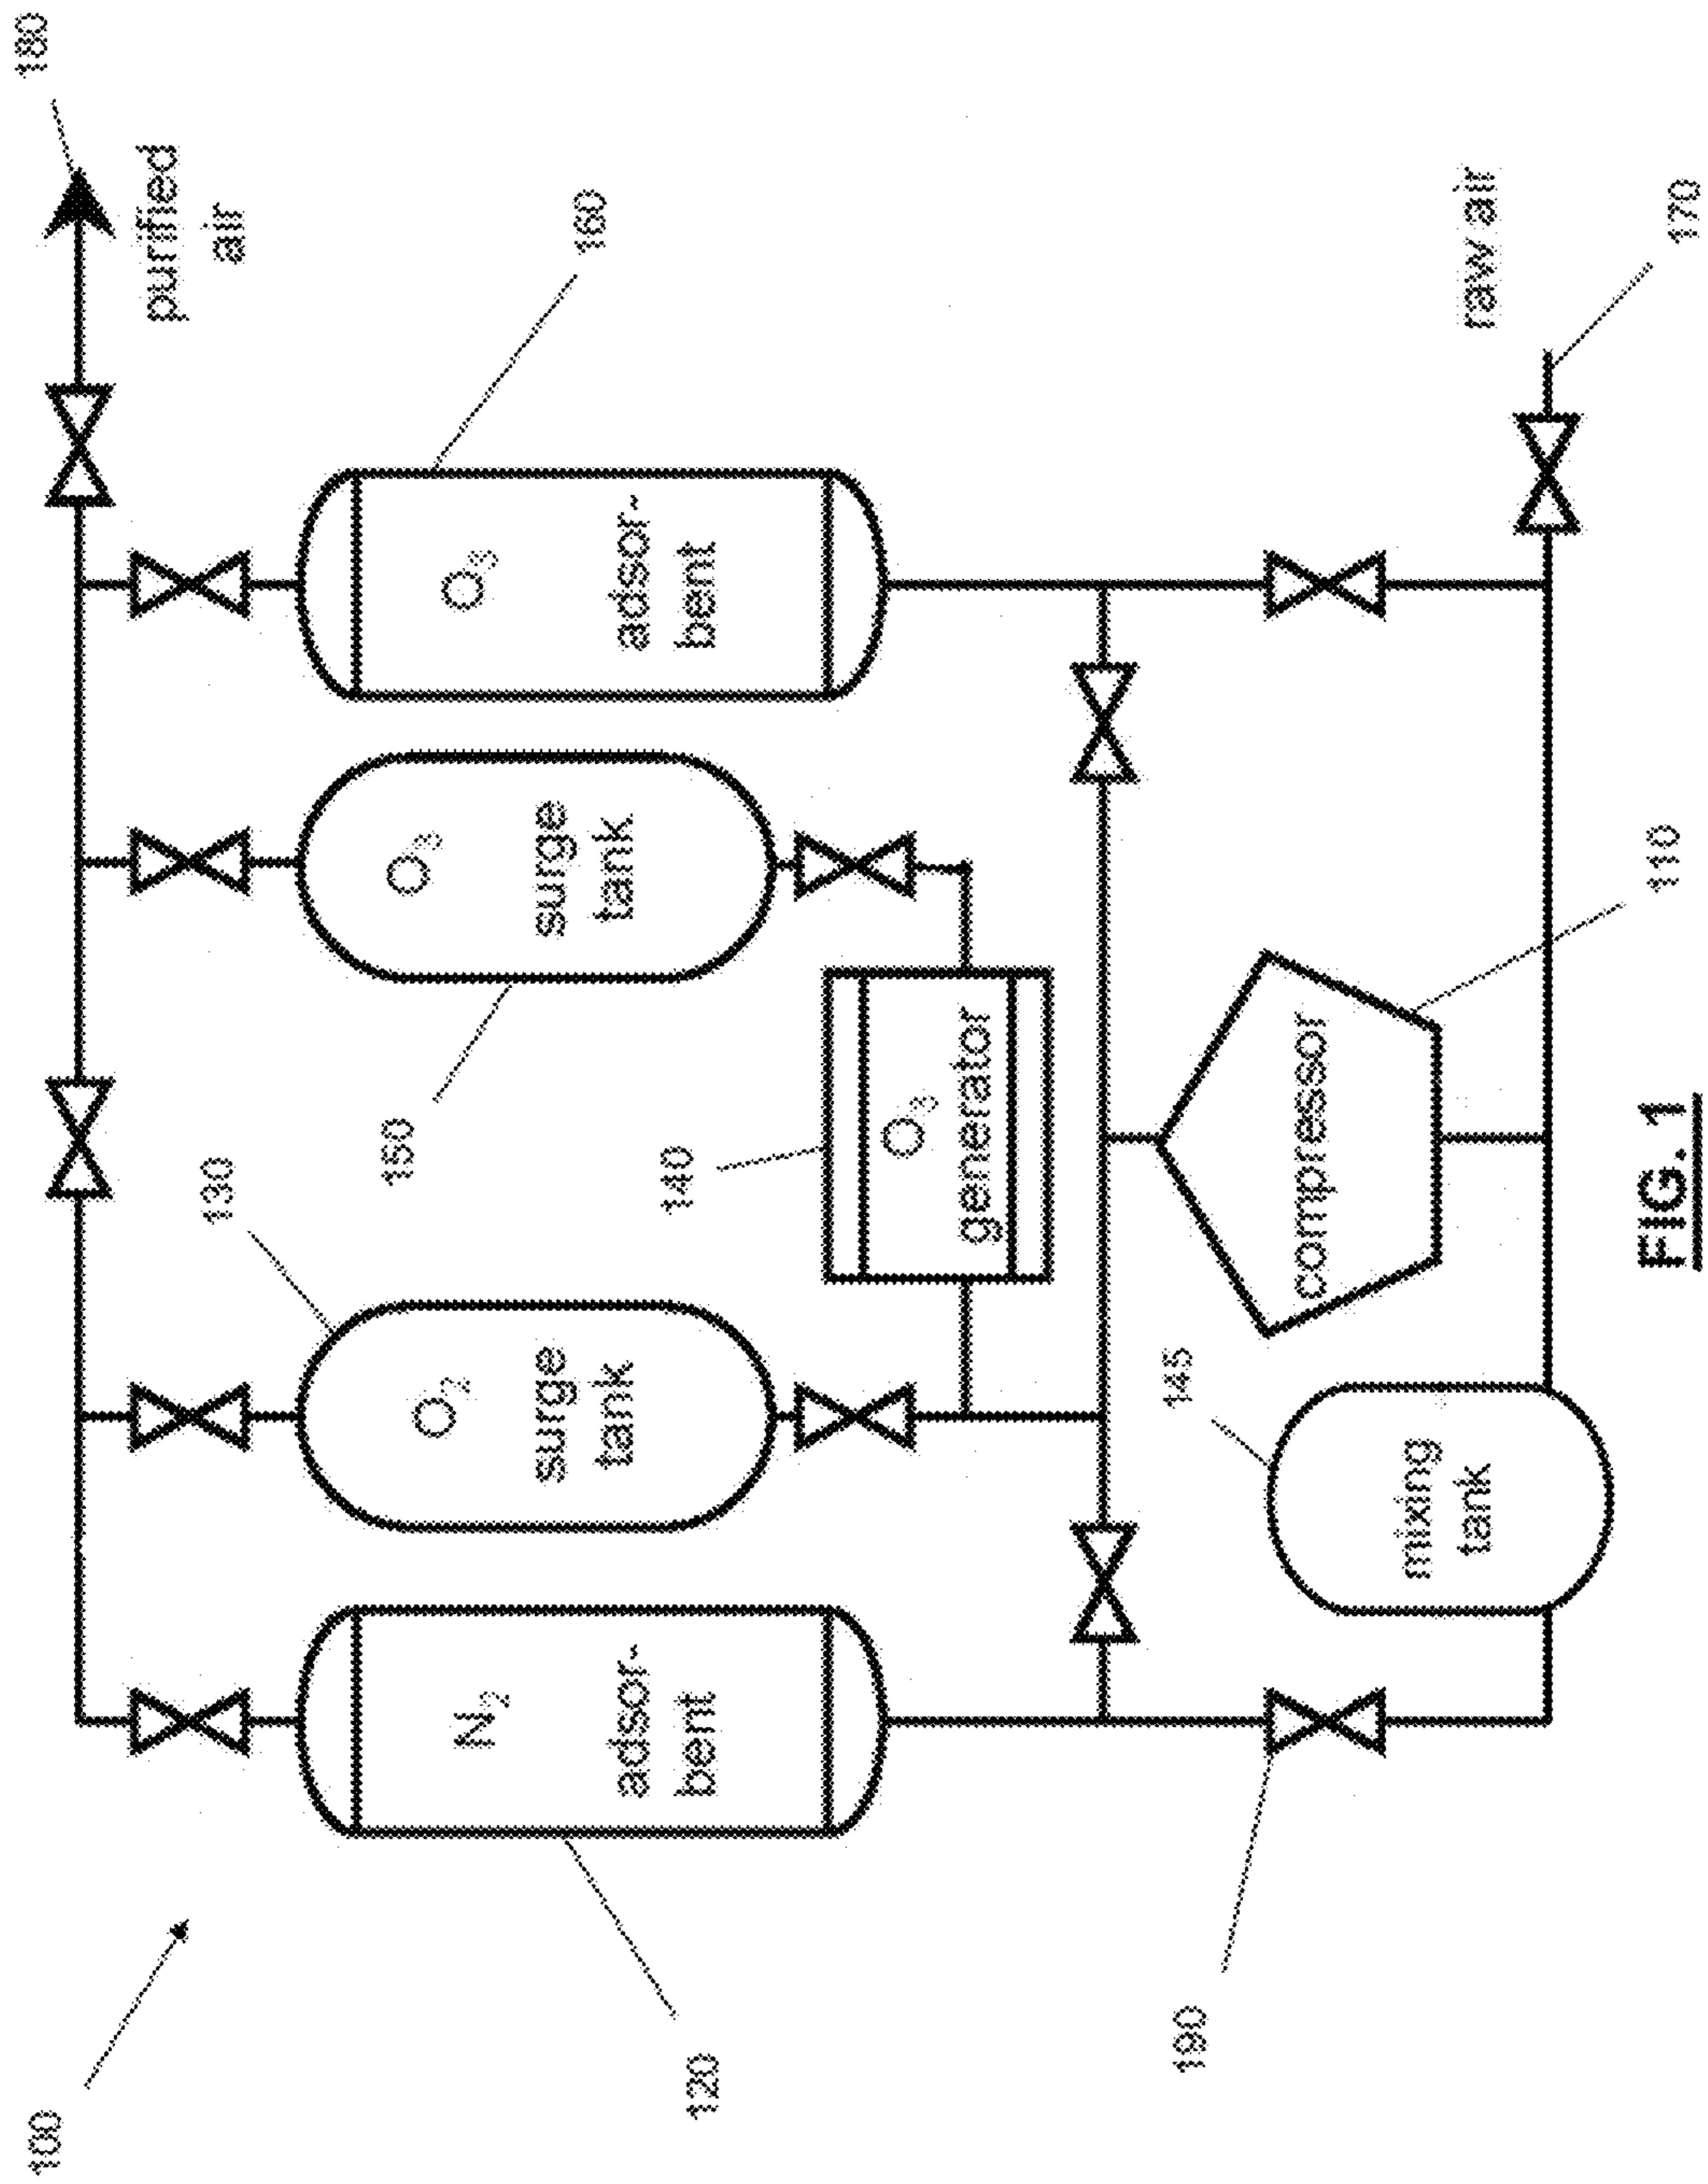 100
180
purified
air
130
150
160
N₂
adsor-
bent
O₂
surge
tank
O₃
surge
tank
O₃
adsor-
bent
120
140
O₃
generator
190
145
compressor
mixing
tank
raw air
110
170
FIG. 1